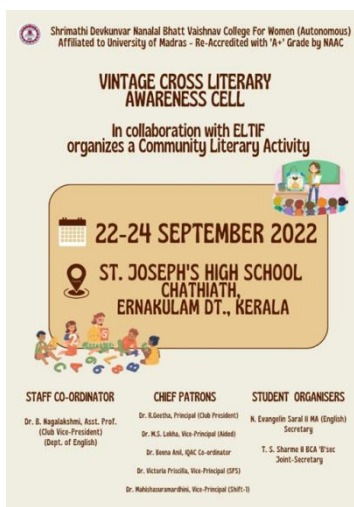 Shrimathi Devkunvar Nanalal Bhatt Vaishnav College For Women (Autonomous)
Affiliated to University of Madras - Re-Accredited with 'A+' Grade by NAAC
VINTAGE CROSS LITERARY
AWARENESS CELL
In collaboration with ELTIF
organizes a Community Literary Activity
22-24 SEPTEMBER 2022
ST. JOSEPH'S HIGH SCHOOL
CHATHIATH,
ERNAKULAM DT., KERALA
STAFF CO-ORDINATOR
Dr. B. Nagalakshmi, Asst. Prof.
(Club Vice-President)
(Dept. of English)
CHIEF PATRONS
Dr. R.Geetha, Principal (Club President)
Dr. M.S. Lekha, Vice-Principal (Aided)
Dr. Beena Anil, IQAC Co-ordinator
Dr. Victoria Priscilla, Vice-Principal (SFS)
Dr. Mahishasuramardhini, Vice-Principal (Shift-1)
STUDENT ORGANISERS
N. Evangelin Saral II MA (English)
Secretary
T. S. Sharme II BCA 'B'sec
Joint-Secretary